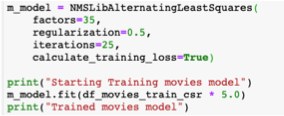 m_model = NMSLibAlternatingLeastSquares(
    factors=35,
    regularization=0.5,
    iterations=25,
    calculate_training_loss=True)
print("Starting Training movies model")
m_model.fit(df_movies_train_csr * 5.0)
print("Trained movies model")